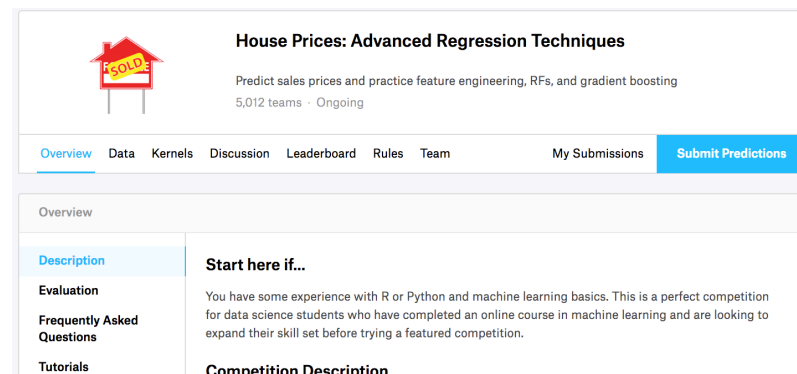 SOLD
House Prices: Advanced Regression Techniques
Predict sales prices and practice feature engineering, RFs, and gradient boosting
5,012 teams · Ongoing
Overview Data Kernels Discussion Leaderboard Rules Team My Submissions Submit Predictions
Overview
Description
Evaluation
Frequently Asked
Questions
Tutorials
Start here if...
You have some experience with R or Python and machine learning basics. This is a perfect competition
for data science students who have completed an online course in machine learning and are looking to
expand their skill set before trying a featured competition.
Competition Description